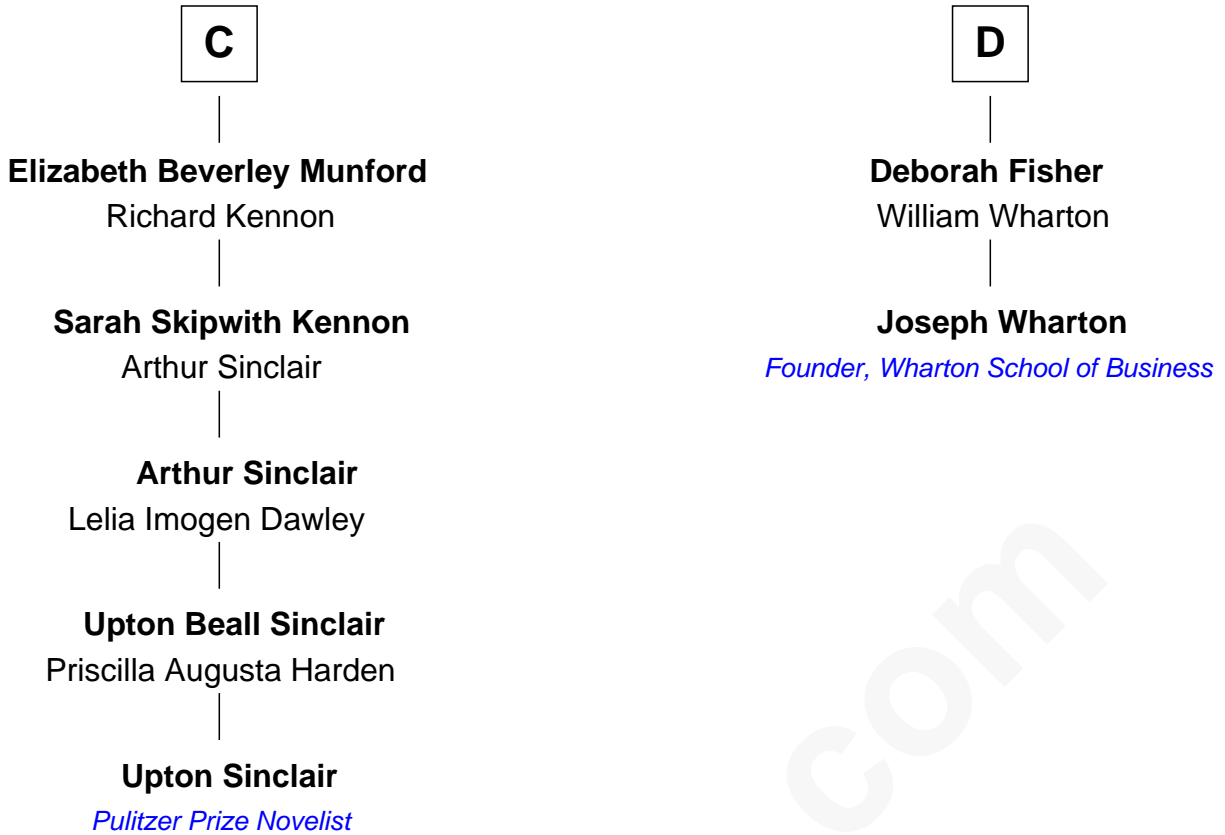 C
Elizabeth Beverley Munford
Richard Kennon
Sarah Skipwith Kennon
Arthur Sinclair
Arthur Sinclair
Lelia Imogen Dawley
Upton Beall Sinclair
Priscilla Augusta Harden
Upton Sinclair
Pulitzer Prize Novelist
D
Deborah Fisher
William Wharton
Joseph Wharton
Founder, Wharton School of Business
com